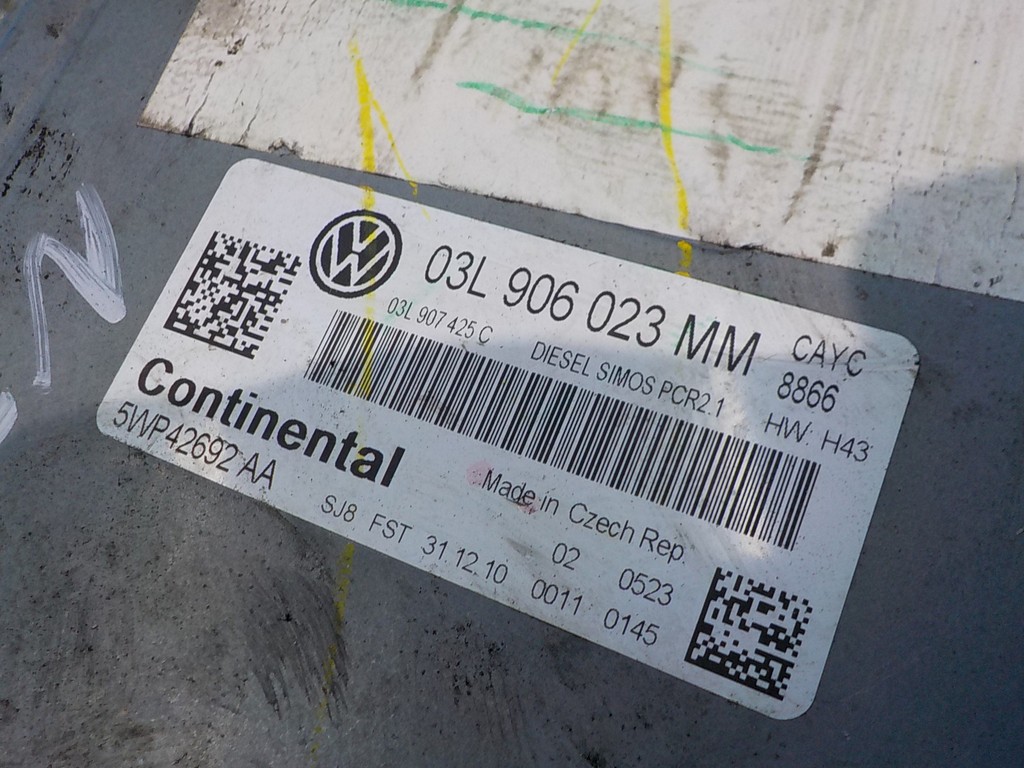 03L 906 023 MM
CAYC
8866
03L 907 425 C
DIESEL SIMOS PCR2.1
HW H43
Continental
5WP42692 AA
Made in Czech Rep.
02 0523
SJ8 FST 31 12 10 0011 0145